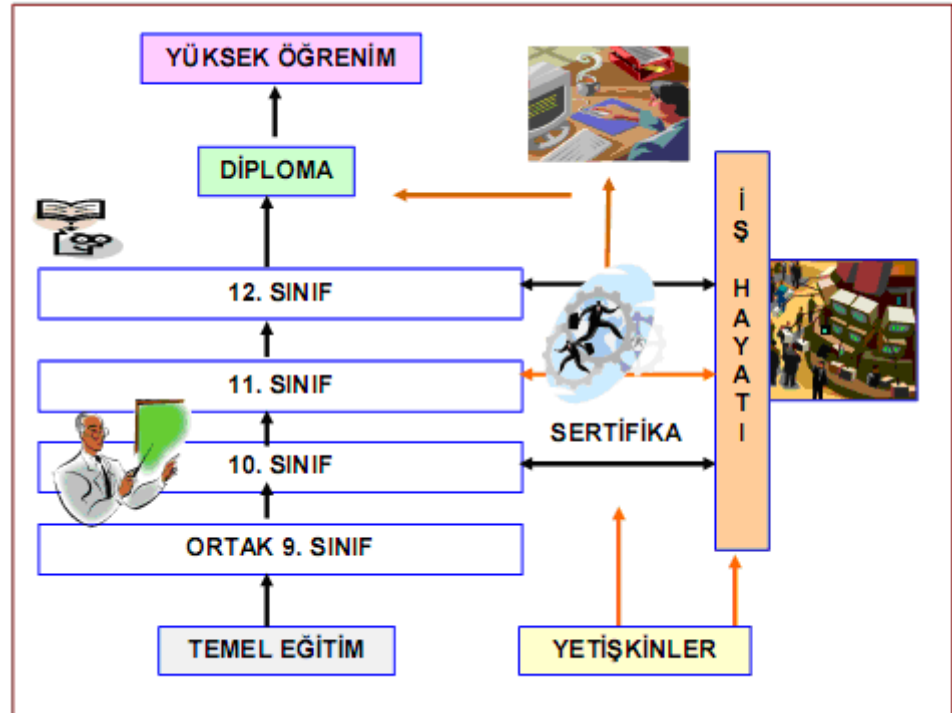 YÜKSEK ÖĞRENİM
DİPLOMA
12. SINIF
11. SINIF
10. SINIF
ORTAK 9. SINIF
TEMEL EĞİTİM
SERTİFİKA
YETİŞKİNLER
İŞ HAYATI